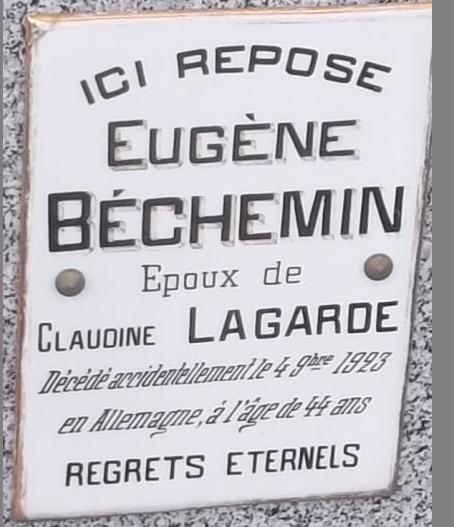 ICI REPOSE
EUGÈNE
BÉCHEMIN
Epoux de
CLAUDINE LAGARDE
Décédé accidentellement le 4 9bre 1923
en Allemagne, á l'âge de 44 ans
REGRETS ETERNELS